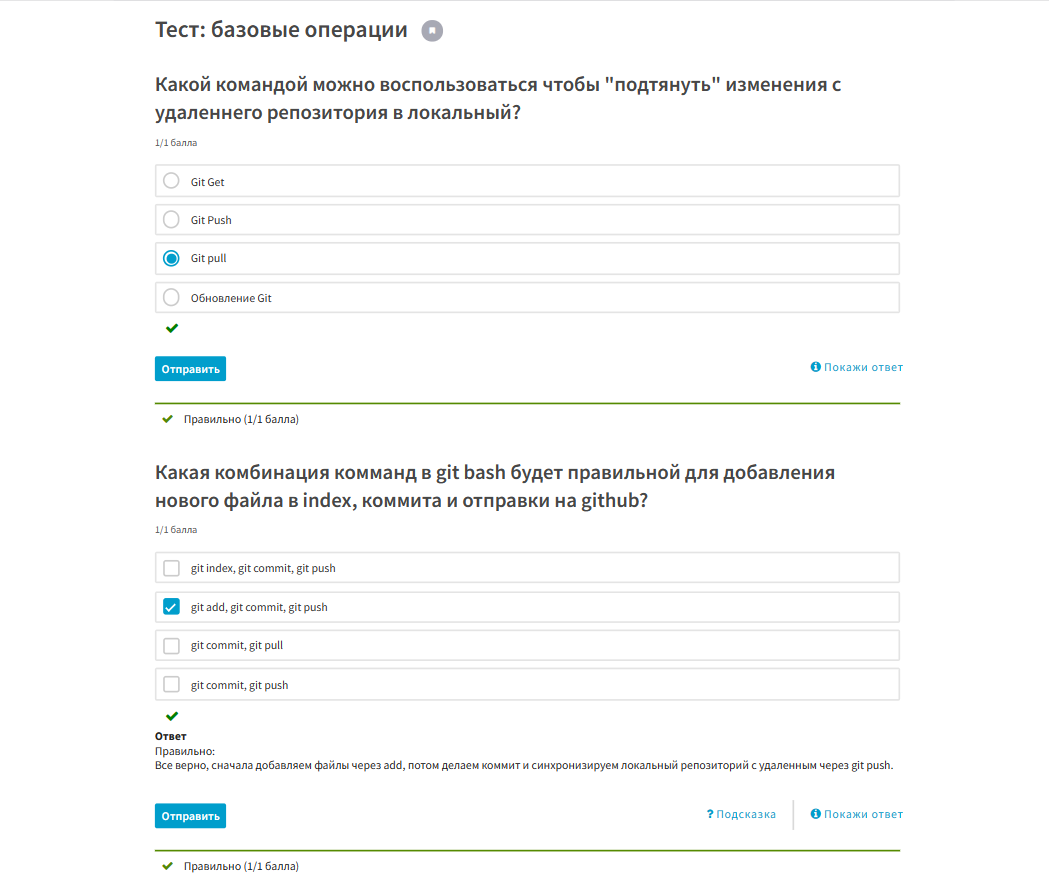 Тест: базовые операции
Какой командой можно воспользоваться чтобы "подтянуть" изменения с
удаленнего репозитория в локальный?
1/1 балла
Git Get
Git Push
Git pull
Обновление Git
Отправить
Покажи ответ
Правильно (1/1 балла)
Какая комбинация комманд в git bash будет правильной для добавления
нового файла в index, коммита и отправки на github?
1/1 балла
git index, git commit, git push
git add, git commit, git push
git commit, git pull
git commit, git push
Ответ
Правильно:
Все верно, сначала добавляем файлы через add, потом делаем коммит и синхронизируем локальный репозиторий с удаленным через git push.
Отправить
? Подсказка
Покажи ответ
Правильно (1/1 балла)